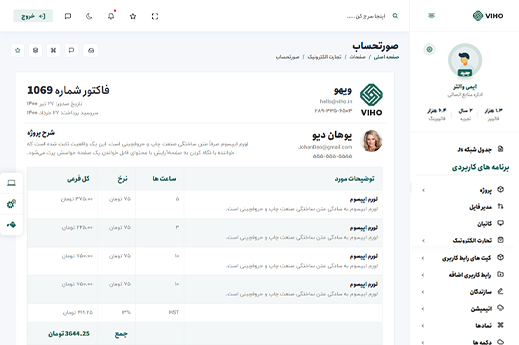 VIHO
اینجا سرچ کن.....
خروج
ایمی والتر
اداره منابع انسانی
جدید
۱.۳ هزار
۲ سال
تجربه
۶.۴ هزار
جدول شبکه Js
برنامه های کاربردی
پروژه
مدیر فایل
کانبان
تجارت الکترونیک
کیت های رابط کاربری
رابط کاربری اضافه
سازندگان
انیمیشن
نمادها
دکمه ها
صورتحساب
صفحه اصلی / صفحات / تجارت الکترونیک / صورتحساب
VIHO
ویهو
hello@viho.ir
۲۸۹-۳۳۵-۶۵۰۳
فاکتور شماره 1069
تاریخ صدور: ۲۷ تیر ۱۴۰۰
سررسید پرداخت: ۲۷ خرداد ۱۴۰۰
یوهان دیو
JohanDeo@gmail.com
۵۵۵-۵۵۵-۵۵۵۵
شرح پروژه
لورم ایپسوم صرفا متن ساختگی صنعت چاپ و حروفچینی است. این یک واقعیت ثابت شده است که
خواننده با نگاه کردن به صفحه‌آرایش با محتوای قابل خواندن یک صفحه حواسش پرت می‌شود.
توضیحات مورد ساعت ها نرخ کل فرعی
لورم ایپسوم
لورم ایپسوم به سادگی متن ساختگی صنعت چاپ و حروفچینی است.
۵ ۷۵ تومان ۳۷۵.۰۰ تومان
لورم ایپسوم
لورم ایپسوم به سادگی متن ساختگی صنعت چاپ و حروفچینی است.
۳ ۷۵ تومان ۲۲۵.۰۰ تومان
لورم ایپسوم
لورم ایپسوم به سادگی متن ساختگی صنعت چاپ و حروفچینی است.
۱۰ ۷۵ تومان ۷۵۰.۰۰ تومان
لورم ایپسوم
لورم ایپسوم به سادگی متن ساختگی صنعت چاپ و حروفچینی است.
۱۰ ۷۵ تومان ۷۵۰.۰۰ تومان
HST ۱۳% ۴۱۹.۲۵ تومان
جمع 3644.25 تومان